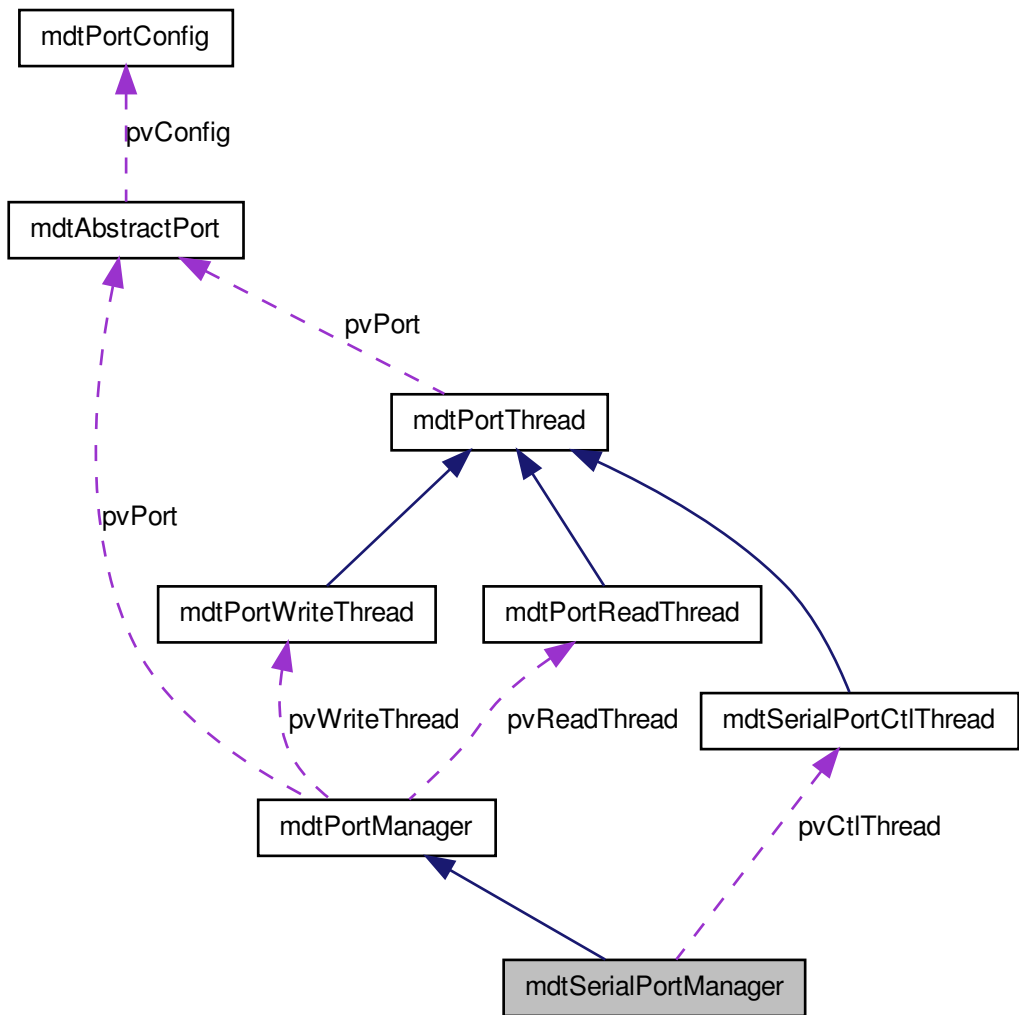 mdtPortConfig
pvConfig
mdtAbstractPort
pvPort
mdtPortThread
pvPort
mdtPortWriteThread
mdtPortReadThread
pvWriteThread
pvReadThread
mdtSerialPortCtlThread
mdtPortManager
pvCtlThread
mdtSerialPortManager